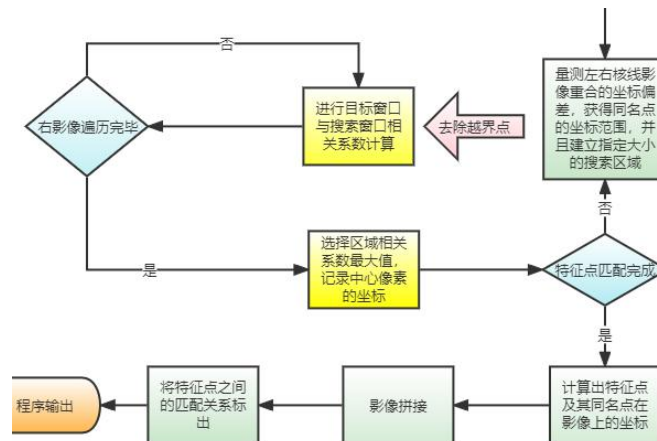 否
量测左右核线影
像重合的坐标偏
差，获得同名点
的坐标范围，并
且建立指定大小
的搜索区域
进行目标窗口
与搜索窗口相
关系数计算
去除越界点
右影像遍历完毕
否
选择区域相关
系数最大值，
记录中心像素
的坐标
是
特征点匹配完成
是
程序输出
将特征点之间
的匹配关系标
出
影像拼接
计算出特征点
及其同名点在
影像上的坐标